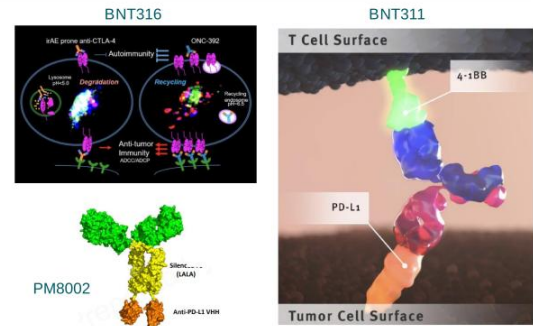 BNT316
irAE prone anti-CTLA-4
ONC-392
Autoimmunity
Lysosome
pH<5.0
Degradation
Recycling
Recycling
endosome
Anti-tumor
Immunity
ADCC/ADCP
PM8002
(LALA)
Anti-PD-L1 VHH
BNT311
T Cell Surface
4-1BB
PD-L1
Tumor Cell Surface